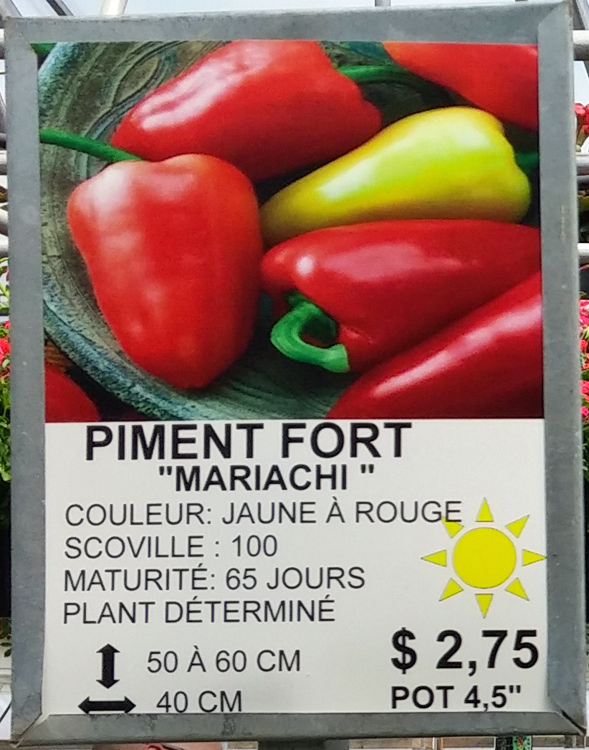 PIMENT FORT
"MARIACHI "
COULEUR: JAUNE À ROUGE
SCOVILLE : 100
MATURITÉ: 65 JOURS
PLANT DÉTERMINÉ
50 À 60 CM
40 CM
$ 2,75
POT 4,5"